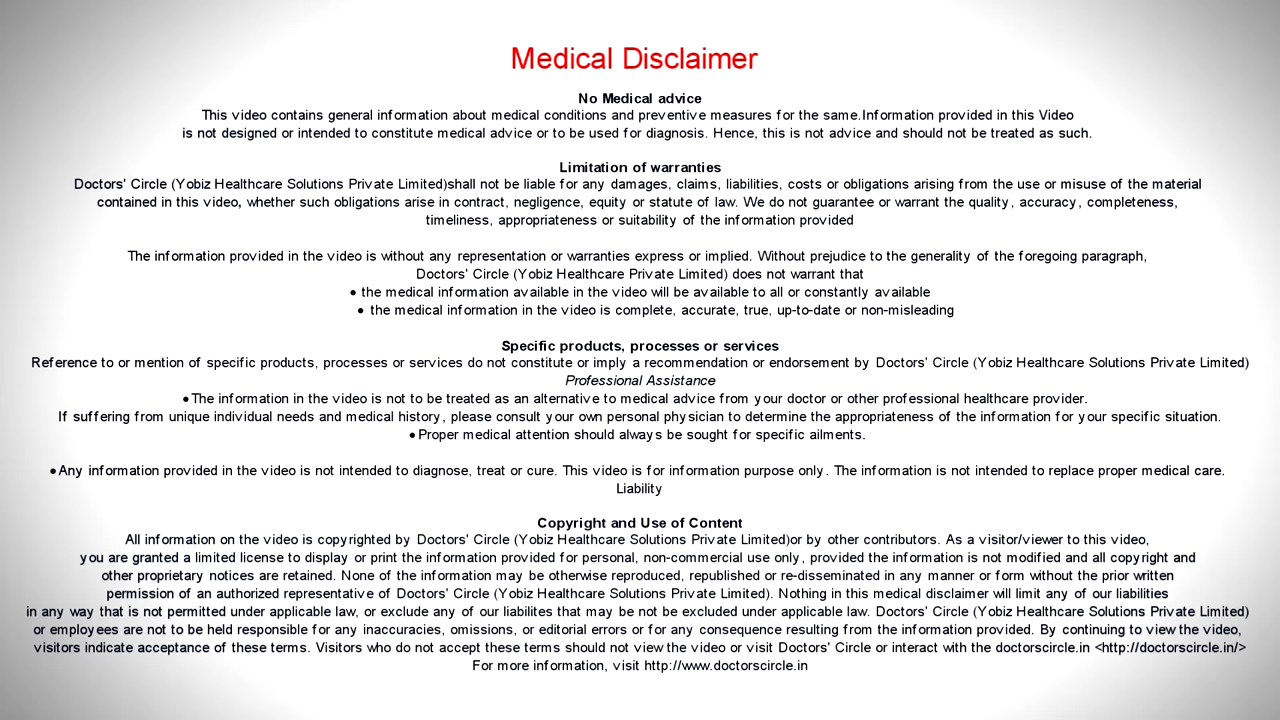 Medical Disclaimer
No Medical advice
This video contains general information about medical conditions and preventive measures for the same.Information provided in this Video
is not designed or intended to constitute medical advice or to be used for diagnosis. Hence, this is not advice and should not be treated as such.
Limitation of warranties
Doctors' Circle (Yobiz Healthcare Solutions Private Limited)shall not be liable for any damages, claims, liabilities, costs or obligations arising from the use or misuse of the material
contained in this video, whether such obligations arise in contract, negligence, equity or statute of law. We do not guarantee or warrant the quality, accuracy, completeness,
timeliness, appropriateness or suitability of the information provided
The information provided in the video is without any representation or warranties express or implied. Without prejudice to the generality of the foregoing paragraph,
Doctors' Circle (Yobiz Healthcare Private Limited) does not warrant that
• the medical information available in the video will be available to all or constantly available
• the medical information in the video is complete, accurate, true, up-to-date or non-misleading
Specific products, processes or services
Reference to or mention of specific products, processes or services do not constitute or imply a recommendation or endorsement by Doctors' Circle (Yobiz Healthcare Solutions Private Limited)
Professional Assistance
•The information in the video is not to be treated as an alternative to medical advice from your doctor or other professional healthcare provider.
If suffering from unique individual needs and medical history, please consult your own personal physician to determine the appropriateness of the information for your specific situation.
•Proper medical attention should always be sought for specific ailments.
•Any information provided in the video is not intended to diagnose, treat or cure. This video is for information purpose only. The information is not intended to replace proper medical care.
Liability
Copyright and Use of Content
All information on the video is copyrighted by Doctors' Circle (Yobiz Healthcare Solutions Private Limited)or by other contributors. As a visitor/viewer to this video,
you are granted a limited license to display or print the information provided for personal, non-commercial use only, provided the information is not modified and all copyright and
other proprietary notices are retained. None of the information may be otherwise reproduced, republished or re-disseminated in any manner or form without the prior written
permission of an authorized representative of Doctors' Circle (Yobiz Healthcare Solutions Private Limited). Nothing in this medical disclaimer will limit any of our liabilities
in any way that is not permitted under applicable law, or exclude any of our liabilites that may be not be excluded under applicable law. Doctors' Circle (Yobiz Healthcare Solutions Private Limited)
or employees are not to be held responsible for any inaccuracies, omissions, or editorial errors or for any consequence resulting from the information provided. By continuing to view the video,
visitors indicate acceptance of these terms. Visitors who do not accept these terms should not view the video or visit Doctors' Circle or interact with the doctorscircle.in <http://doctorscircle.in/>
For more information, visit http://www.doctorscircle.in